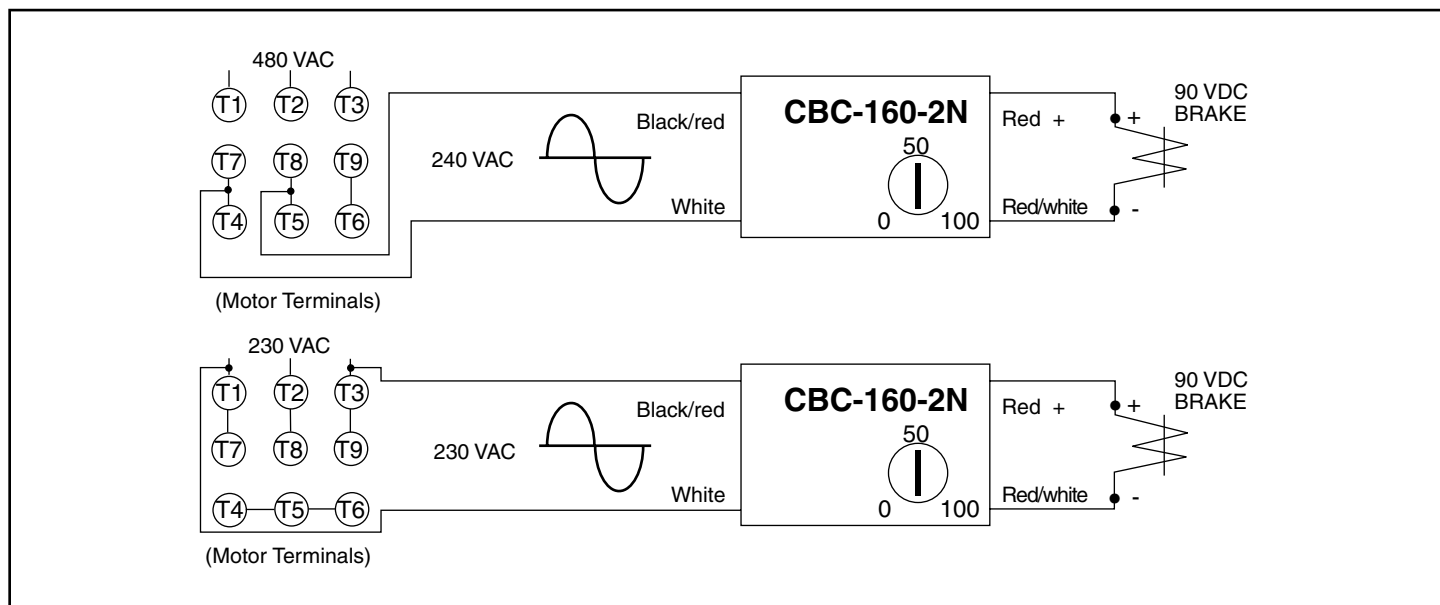 480 VAC
T1 T2 T3
T7 T8 T9
T4 T5 T6
(Motor Terminals)
240 VAC
Black/red
White
CBC-160-2N
50
0 100
Red +
Red/white
+
-
90 VDC
BRAKE
230 VAC
T1 T2 T3
T7 T8 T9
T4 T5 T6
(Motor Terminals)
230 VAC
Black/red
White
CBC-160-2N
50
0 100
Red +
Red/white
+
-
90 VDC
BRAKE